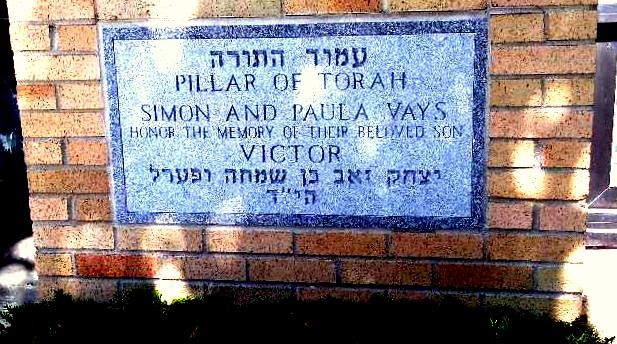 עמוד התורה
PILLAR OF TORAH
SIMON AND PAULA VAYS
HONOR THE MEMORY OF THEIR BELOVED SON
VICTOR
יצחק זאב בן שמחה ופערל
הי"ד